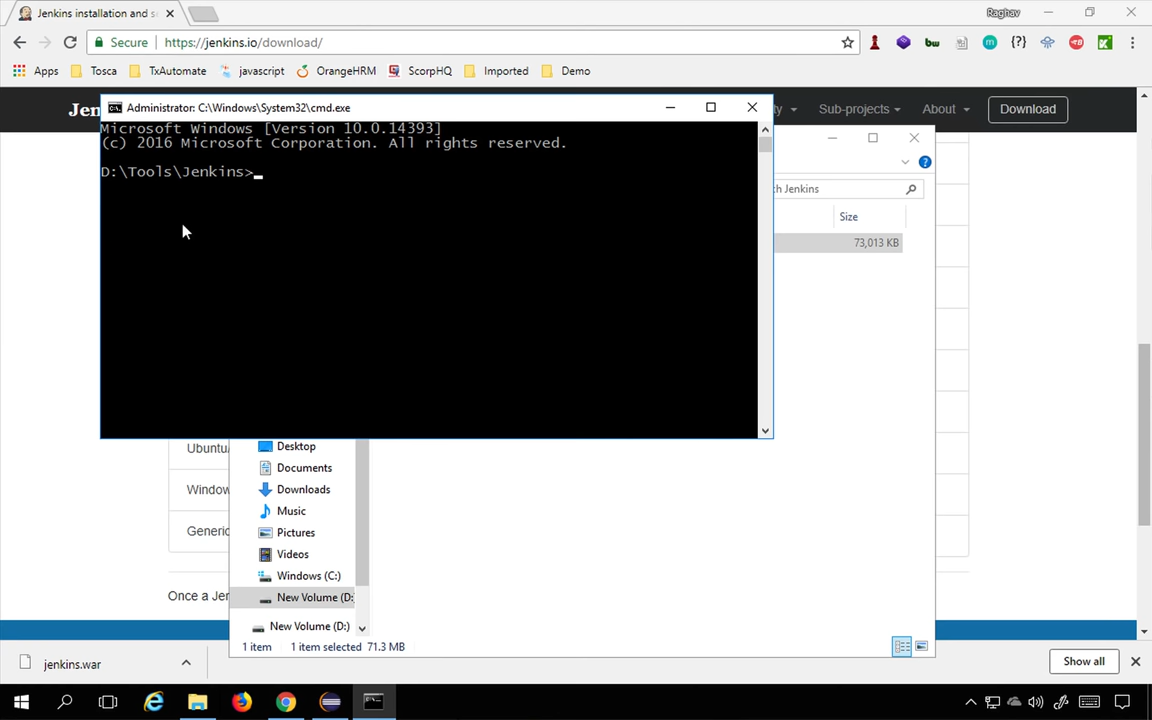 Jenkins installation and se
Raghav
Secure
https://jenkins.io/download/
Apps
Tosca
TxAutomate
javascript
OrangeHRM
ScorpHQ
Imported
Demo
Jen
ty
Sub-projects
About
Download
Administrator: C:\Windows\System32\cmd.exe
Microsoft Windows [Version 10.0.14393]
(c) 2016 Microsoft Corporation. All rights reserved.
D:\Tools\Jenkins>
ch Jenkins
Size
73,013 KB
Desktop
Ubuntu/
Documents
Window
Downloads
Music
Generic
Pictures
Videos
Windows (C:)
Once a Jen
New Volume (D:
New Volume (D:)
1 item
1 item selected 71.3 MB
jenkins.war
Show all